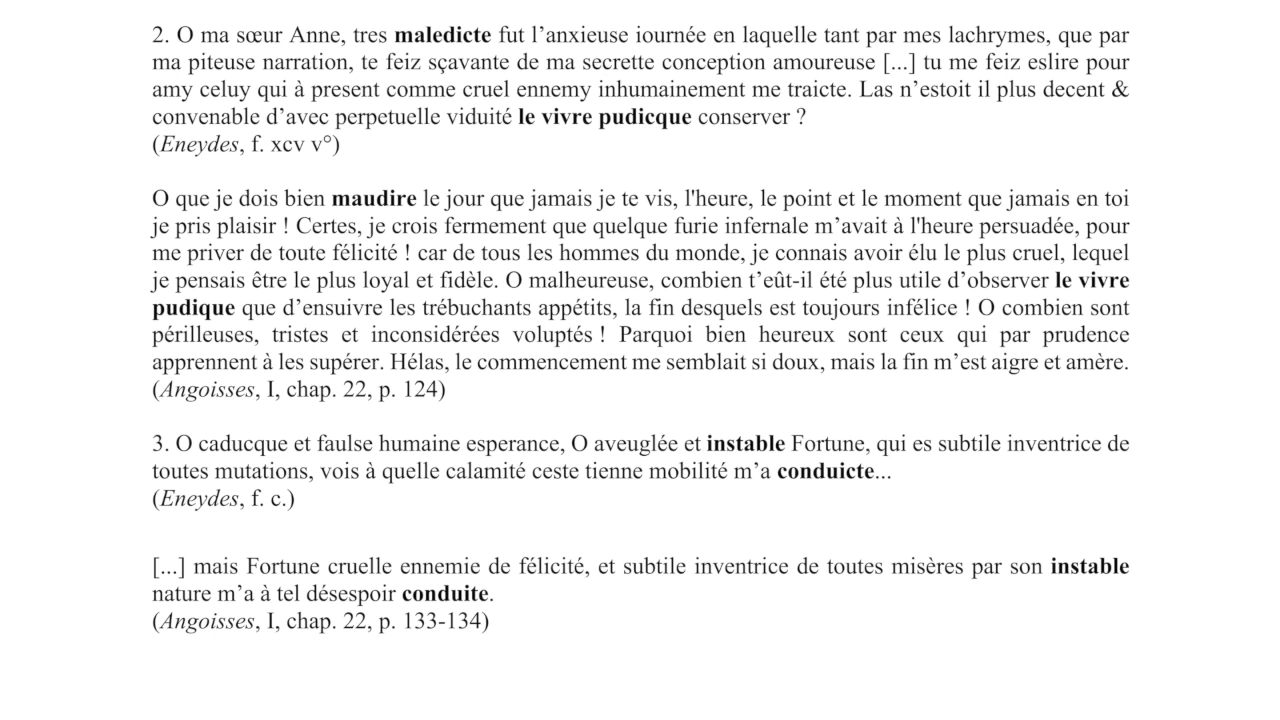 2. O ma sœur Anne, tres maledicte fut l’anxieuse iournée en laquelle tant par mes lachrymes, que par
ma piteuse narration, te feiz sçavante de ma secrette conception amoureuse [...] tu me feiz eslire pour
amy celuy qui à present comme cruel ennemy inhumainement me traicte. Las n’estoit il plus decent &
convenable d’avec perpetuelle viduité le vivre pudicque conserver ?
(Eneydes, f. xcv v°)
O que je dois bien maudire le jour que jamais je te vis, l'heure, le point et le moment que jamais en toi
je pris plaisir ! Certes, je crois fermement que quelque furie infernale m’avait à l'heure persuadée, pour
me priver de toute félicité ! car de tous les hommes du monde, je connais avoir élu le plus cruel, lequel
je pensais être le plus loyal et fidèle. O malheureuse, combien t’eût-il été plus utile d’observer le vivre
pudique que d’ensuivre les trébuchants appétits, la fin desquels est toujours infélice ! O combien sont
périlleuses, tristes et inconsidérées voluptés ! Parquoi bien heureux sont ceux qui par prudence
apprennent à les supérer. Hélas, le commencement me semblait si doux, mais la fin m’est aigre et amère.
(Angoisses, I, chap. 22, p. 124)
3. O caducque et faulse humaine esperance, O aveuglée et instable Fortune, qui es subtile inventrice de
toutes mutations, vois à quelle calamité ceste tienne mobilité m’a conduicte...
(Eneydes, f. c.)
[...] mais Fortune cruelle ennemie de félicité, et subtile inventrice de toutes misères par son instable
nature m’a à tel désespoir conduite.
(Angoisses, I, chap. 22, p. 133-134)